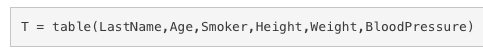 T = table(LastName,Age,Smoker,Height,Weight,BloodPressure)